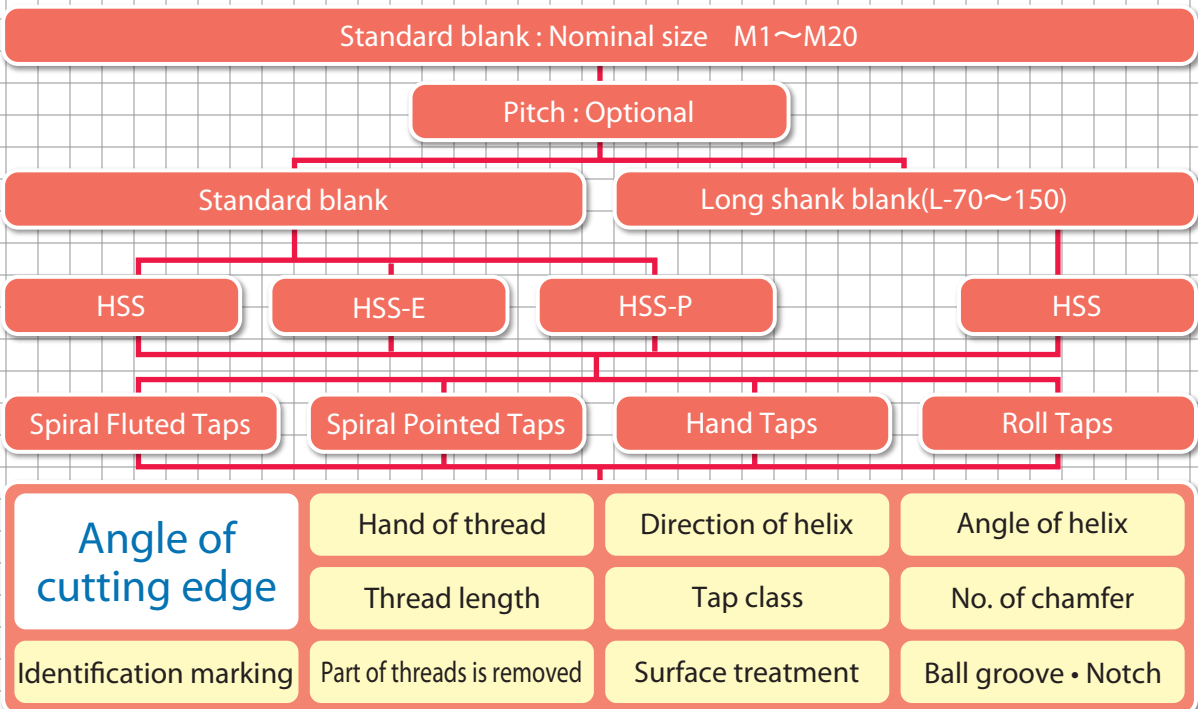 Standard blank : Nominal size　M1～M20
Pitch : Optional
Standard blank
Long shank blank(L-70～150)
HSS
HSS-E
HSS-P
HSS
Spiral Fluted Taps
Spiral Pointed Taps
Hand Taps
Roll Taps
Angle of
cutting edge
Hand of thread
Direction of helix
Angle of helix
Thread length
Tap class
No. of chamfer
Identification marking
Part of threads is removed
Surface treatment
Ball groove • Notch